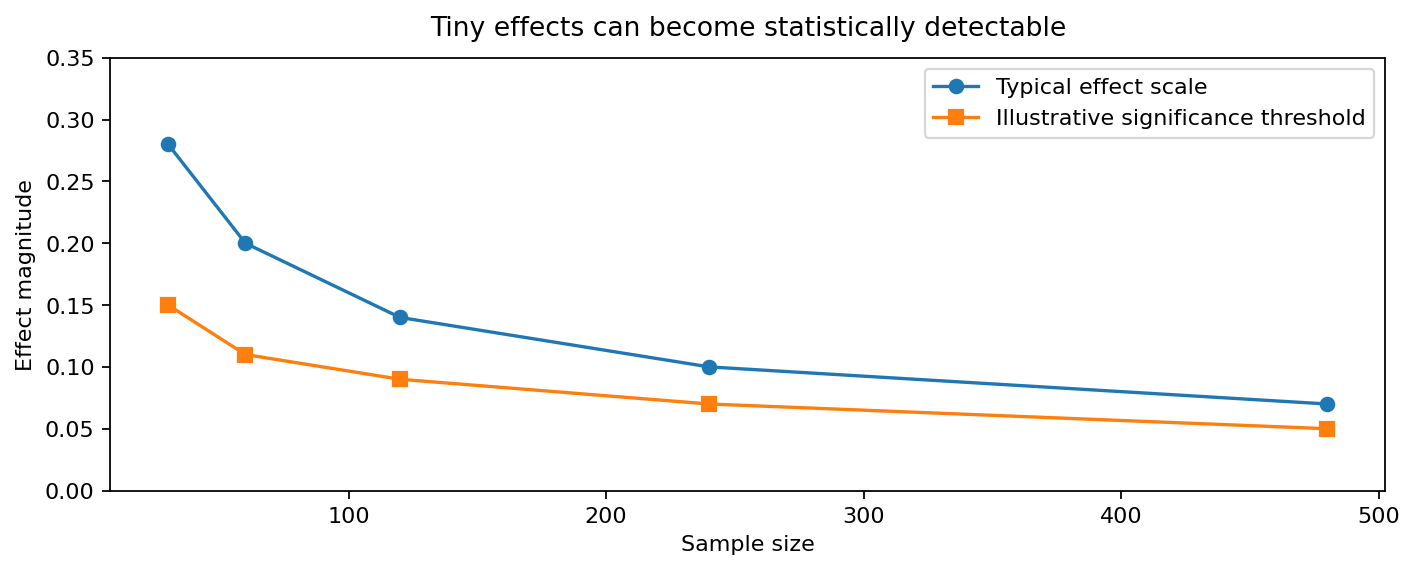 Tiny effects can become statistically detectable
Typical effect scale
Illustrative significance threshold
Effect magnitude
0.35
0.30
0.25
0.20
0.15
0.10
0.05
0.00
100
200
300
400
500
Sample size